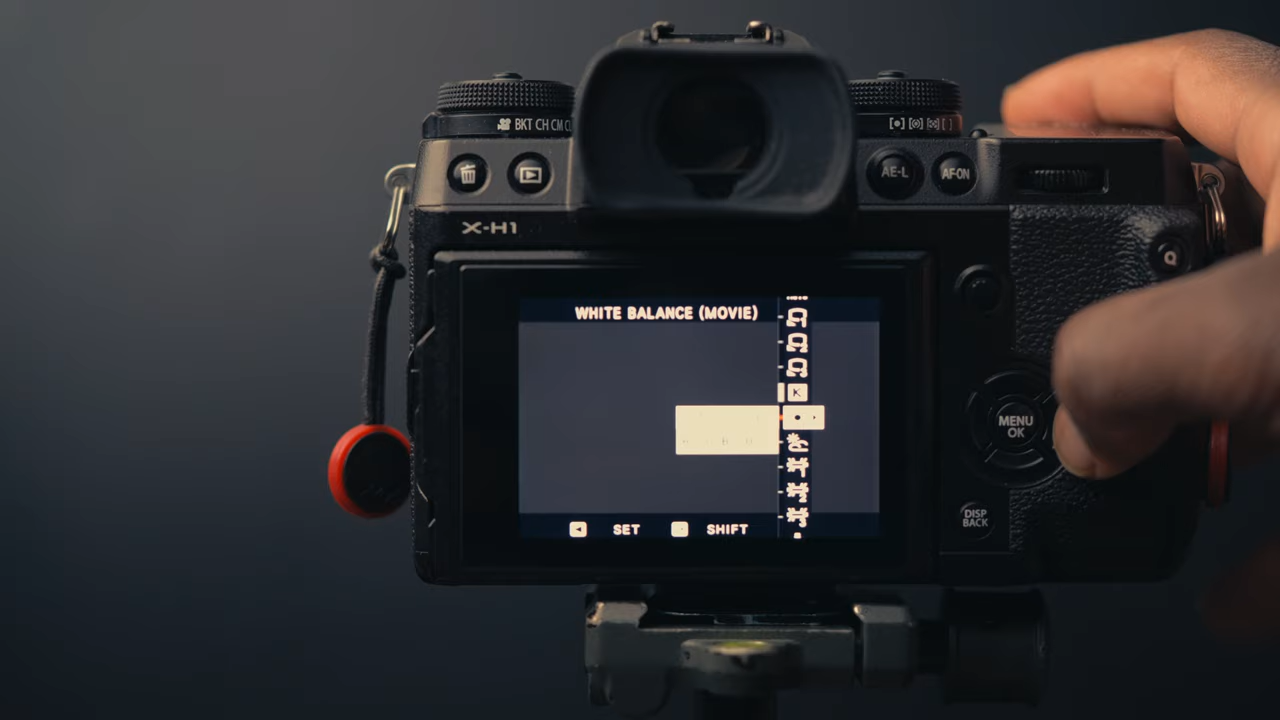 BKT CH CM CL
AE-L
AF-ON
X-H1
Q
WHITE BALANCE (MOVIE)
K
MENU
OK
SET
SHIFT
DISP
BACK